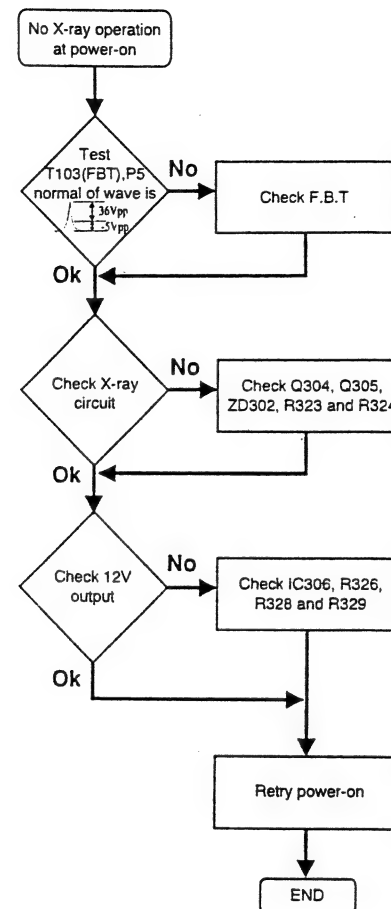 No X-ray operation
at power-on
Test
T103(FBT),P5
normal of wave is
36Vpp
-5Vpp
No
Check F.B.T
Ok
Check X-ray
circuit
No
Check Q304, Q305,
ZD302, R323 and R324
Ok
Check 12V
output
No
Check iC306, R326,
R328 and R329
Ok
Retry power-on
END